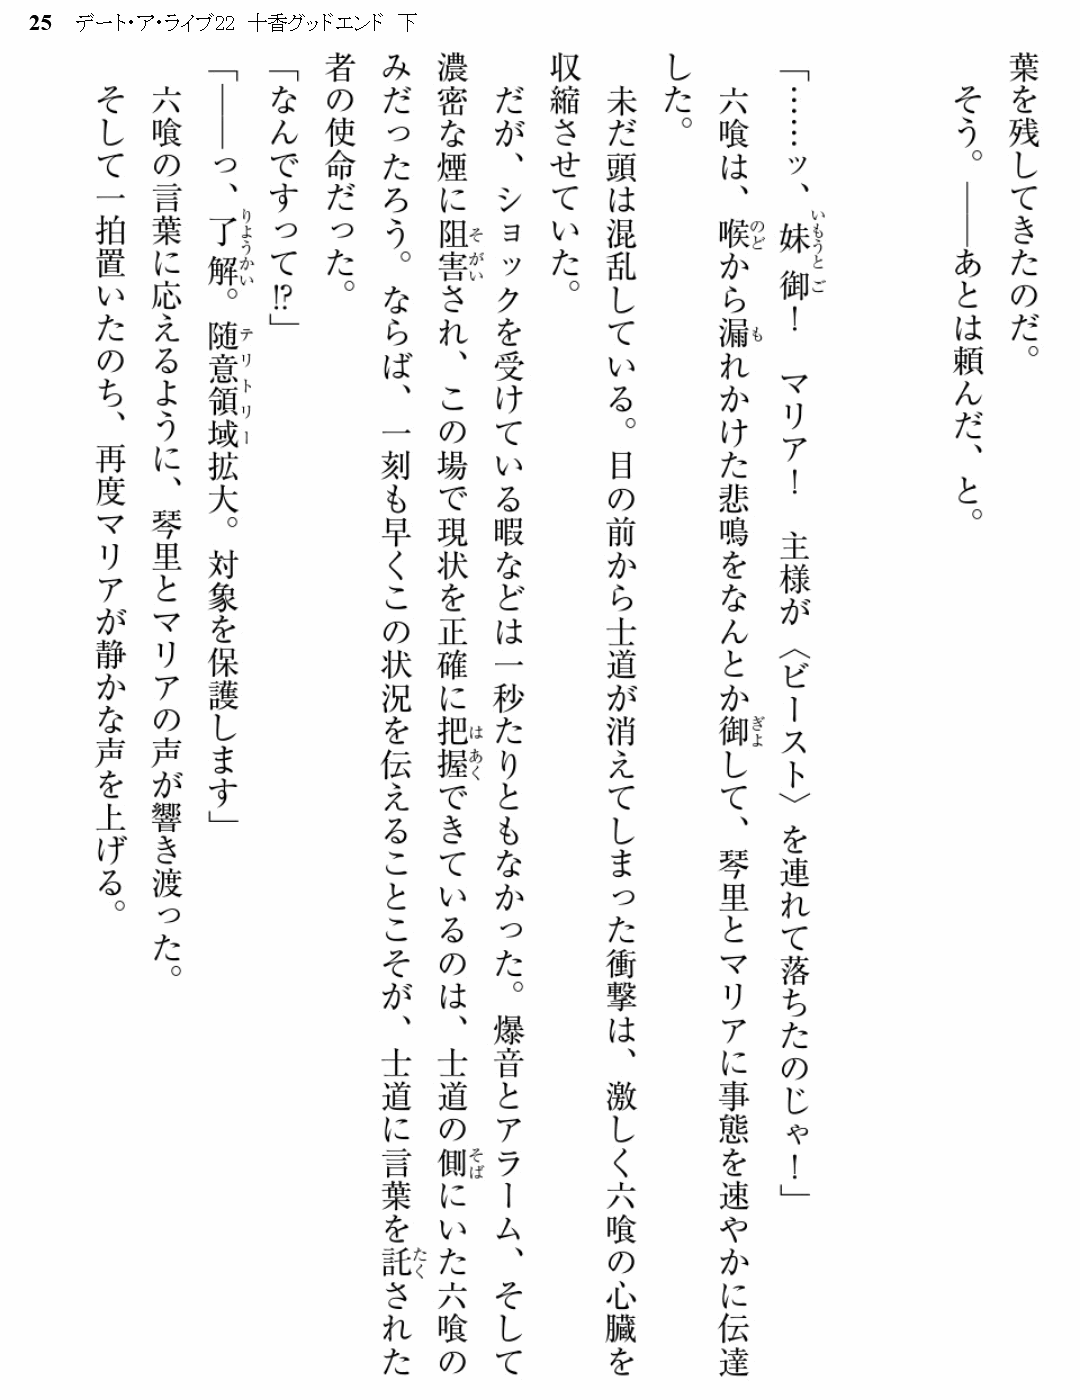 25 デート・ア・ライブ22 十香グッドエンド 下
葉を残してきたのだ。
そう。――あとは頼んだ、と。
「……ッ、妹御！ マリア！ 主様が〈ビースト〉を連れて落ちたのじゃ！」
六喰は、喉から漏れかけた悲鳴をなんとか御して、琴里とマリアに事態を速やかに伝達
した。
未だ頭は混乱している。目の前から士道が消えてしまった衝撃は、激しく六喰の心臓を
収縮させていた。
だが、ショックを受けている暇などは一秒たりともなかった。爆音とアラーム、そして
濃密な煙に阻害され、この場で現状を正確に把握できているのは、士道の側にいた六喰の
みだったろう。ならば、一刻も早くこの状況を伝えることこそが、士道に言葉を託された
者の使命だった。
「なんですって!?」
「――っ、了解。随意領域拡大。対象を保護します」
六喰の言葉に応えるように、琴里とマリアの声が響き渡った。
そして一拍置いたのち、再度マリアが静かな声を上げる。